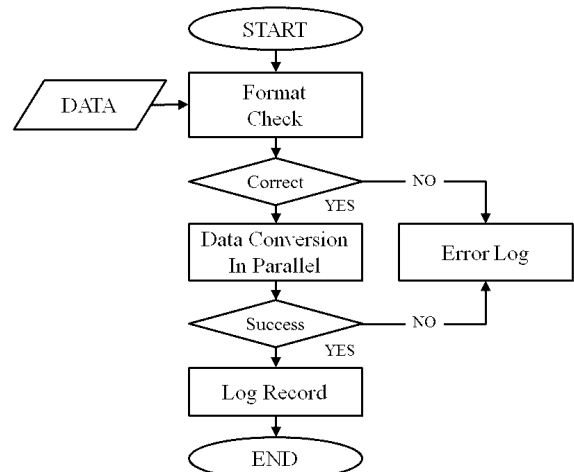 START
DATA
Format
Check
Correct
NO
YES
Data Conversion
In Parallel
Error Log
Success
NO
YES
Log Record
END